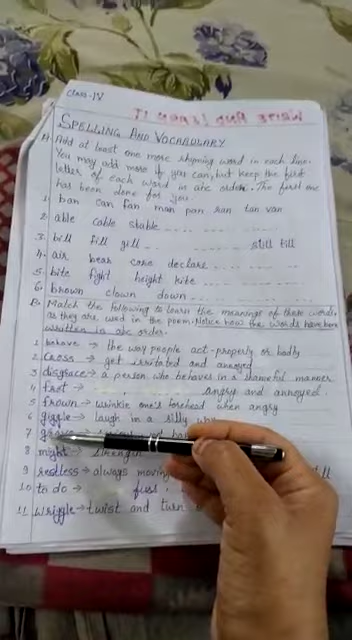 Class-IV
SPELLING AND VOCABULARY
A. Add at least one more rhyming word in each line.
You may add more if you can, but keep the first
letter of each word in abc order. The first one
has been done for you.
1. ban can fan man pan ran tan van
2. able cable stable
3. bill fill gill still till
4. air bear care declare
5. bite fight height kite
6. brown clown down
B. Match the following to learn the meanings of these words
as they are used in the poem. Notice how the words have been
written in abc order.
1 behave → the way people act - properly or badly
2 cross → get irritated and annoyed
3 disgrace → a person who behaves in a shameful manner
4 fret → angry and annoyed
5 frown → wrinkle one's forehead when angry
6 giggle → laugh in a silly way
7
8 might → strength
9 restless → always moving
10 to do → fuss
11 wriggle → twist and turn